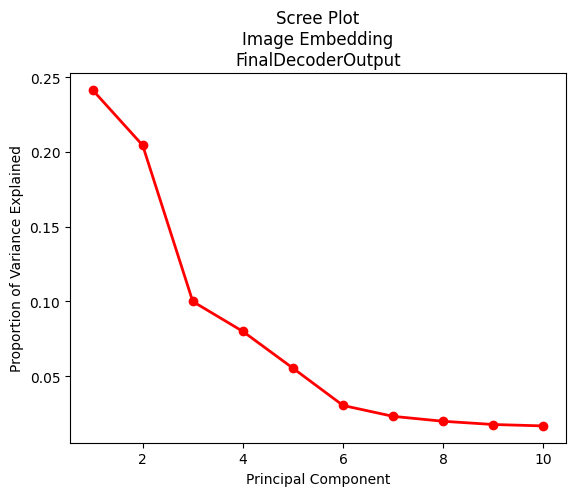 Scree Plot
Image Embedding
FinalDecoderOutput
Proportion of Variance Explained
0.25
0.20
0.15
0.10
0.05
2 4 6 8 10
Principal Component